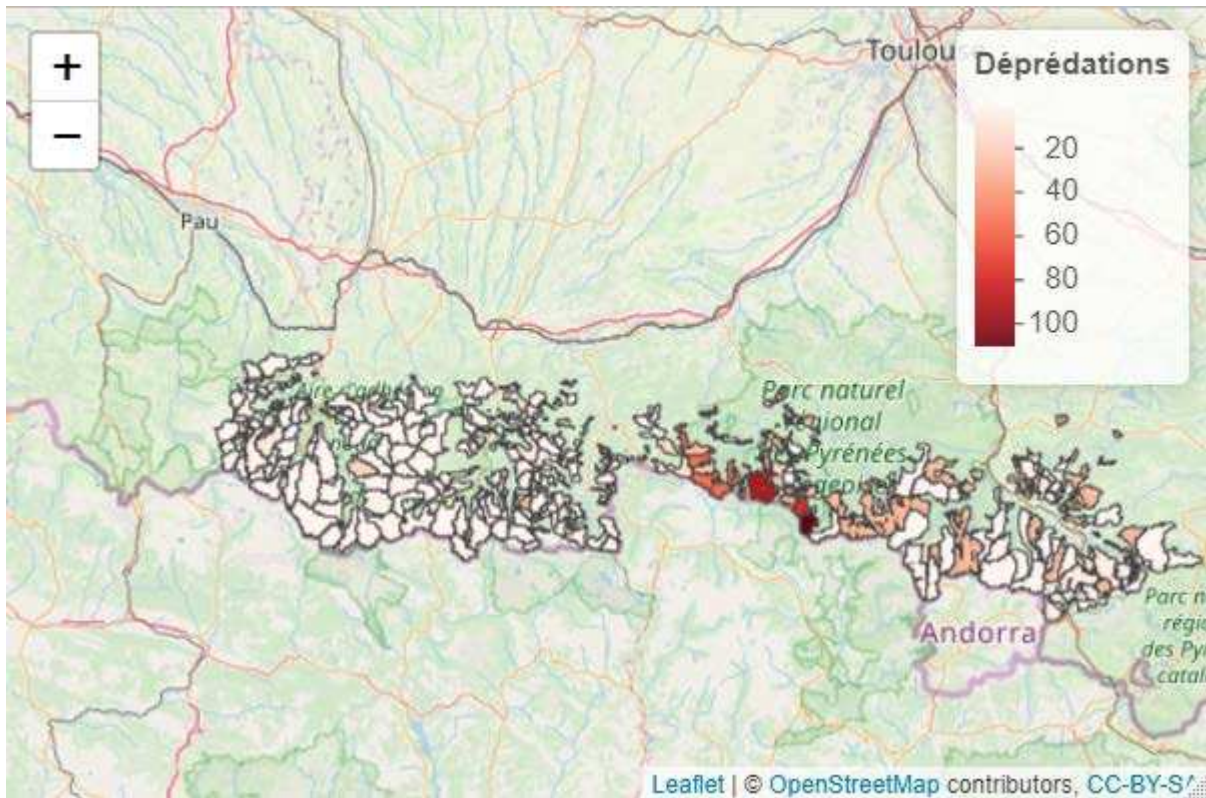 +
−
Toulou
Déprédations
20
40
60
80
100
Pau
Parc naturel
régional
Pyrénées
Andorra
Parc n
régio
des Pyr
catal
Leaflet | © OpenStreetMap contributors, CC-BY-SA